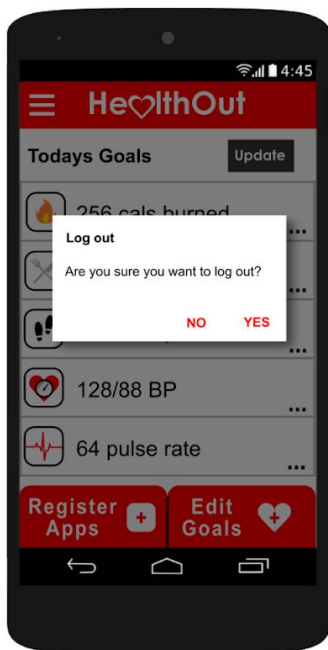 4:45
HealthOut
Todays Goals
Update
256 cals burned
...
Log out
Are you sure you want to log out?
...
NO
YES
...
128/88 BP
...
64 pulse rate
...
Register
Apps
Edit
Goals